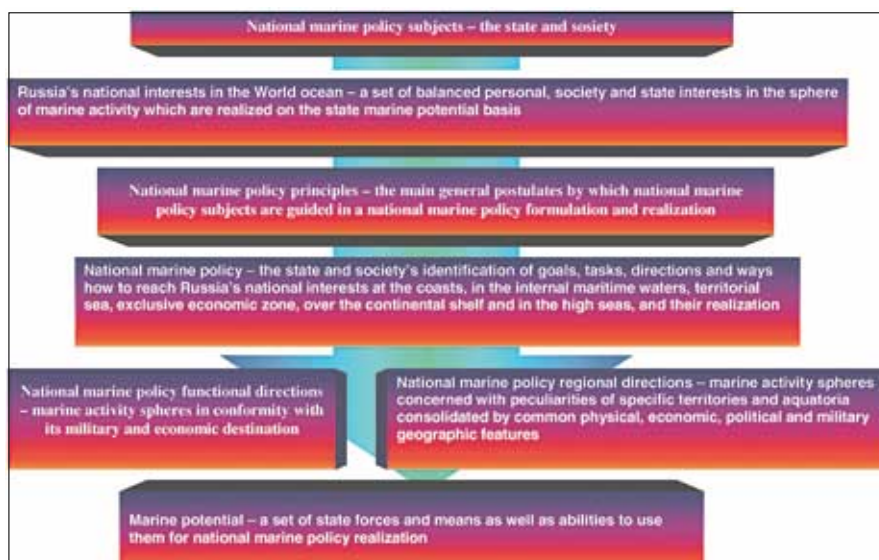 National marine policy subjects – the state and sosiety
Russia's national interests in the World ocean – a set of balanced personal, society and state interests in the sphere
of marine activity which are realized on the state marine potential basis
National marine policy principles – the main general postulates by which national marine
policy subjects are guided in a national marine policy formulation and realization
National marine policy – the state and society's identification of goals, tasks, directions and ways
how to reach Russia's national interests at the coasts, in the internal maritime waters, territorial
sea, exclusive economic zone, over the continental shelf and in the high seas, and their realization
National marine policy functional directions
– marine activity spheres in conformity with
its military and economic destination
National marine policy regional directions – marine activity spheres
concerned with peculiarities of specific territories and aquatoria
consolidated by common physical, economic, political and military
geographic features
Marine potential – a set of state forces and means as well as abilities to use
them for national marine policy realization